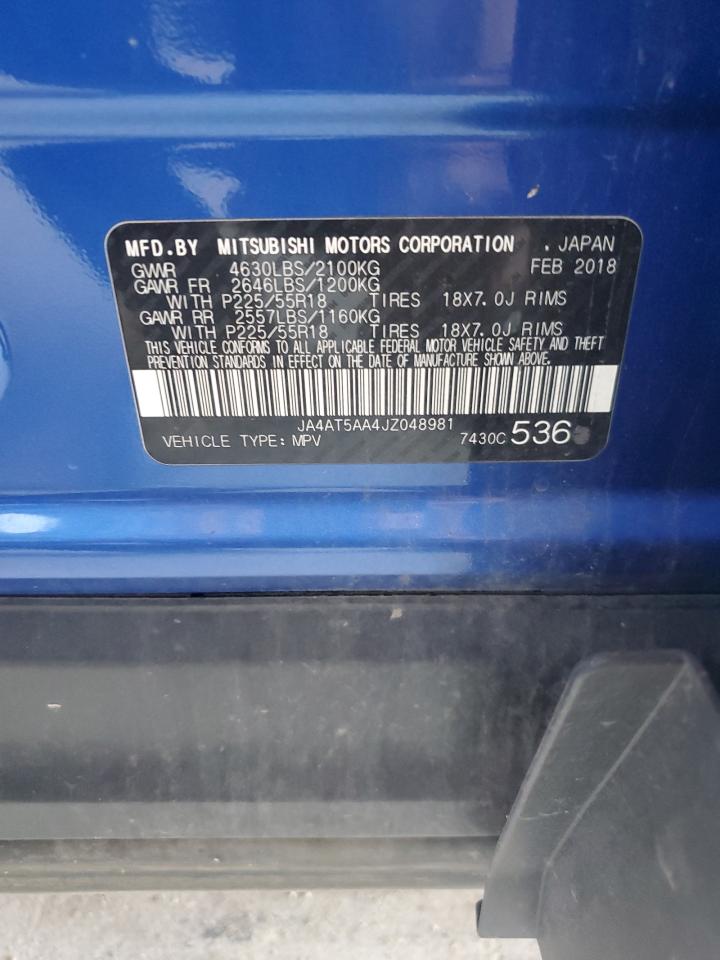 MFD.BY MITSUBISHI MOTORS CORPORATION . JAPAN
GVWR 4630LBS/2100KG FEB 2018
GAWR FR 2646LBS/1200KG
WITH P225/55R18 TIRES 18X7.0J RIMS
GAWR RR 2557LBS/1160KG
WITH P225/55R18 TIRES 18X7.0J RIMS
THIS VEHICLE CONFORMS TO ALL APPLICABLE FEDERAL MOTOR VEHICLE SAFETY AND THEFT
PREVENTION STANDARDS IN EFFECT ON THE DATE OF MANUFACTURE SHOWN ABOVE.
JA4AT5AA4JZ048981
VEHICLE TYPE: MPV 7430C 536